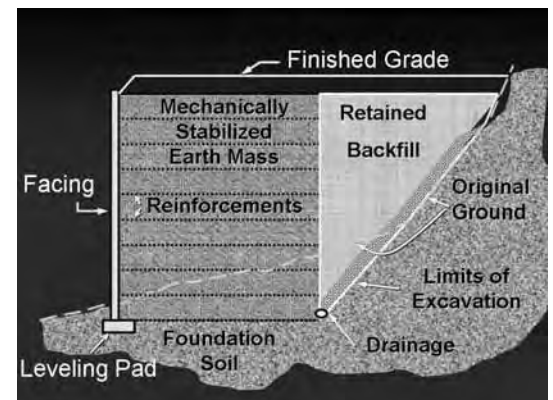 Finished Grade
Mechanically
Stabilized
Earth Mass
Retained
Backfill
Facing
Reinforcements
Original
Ground
Limits of
Excavation
Foundation
Soil
Drainage
Leveling Pad